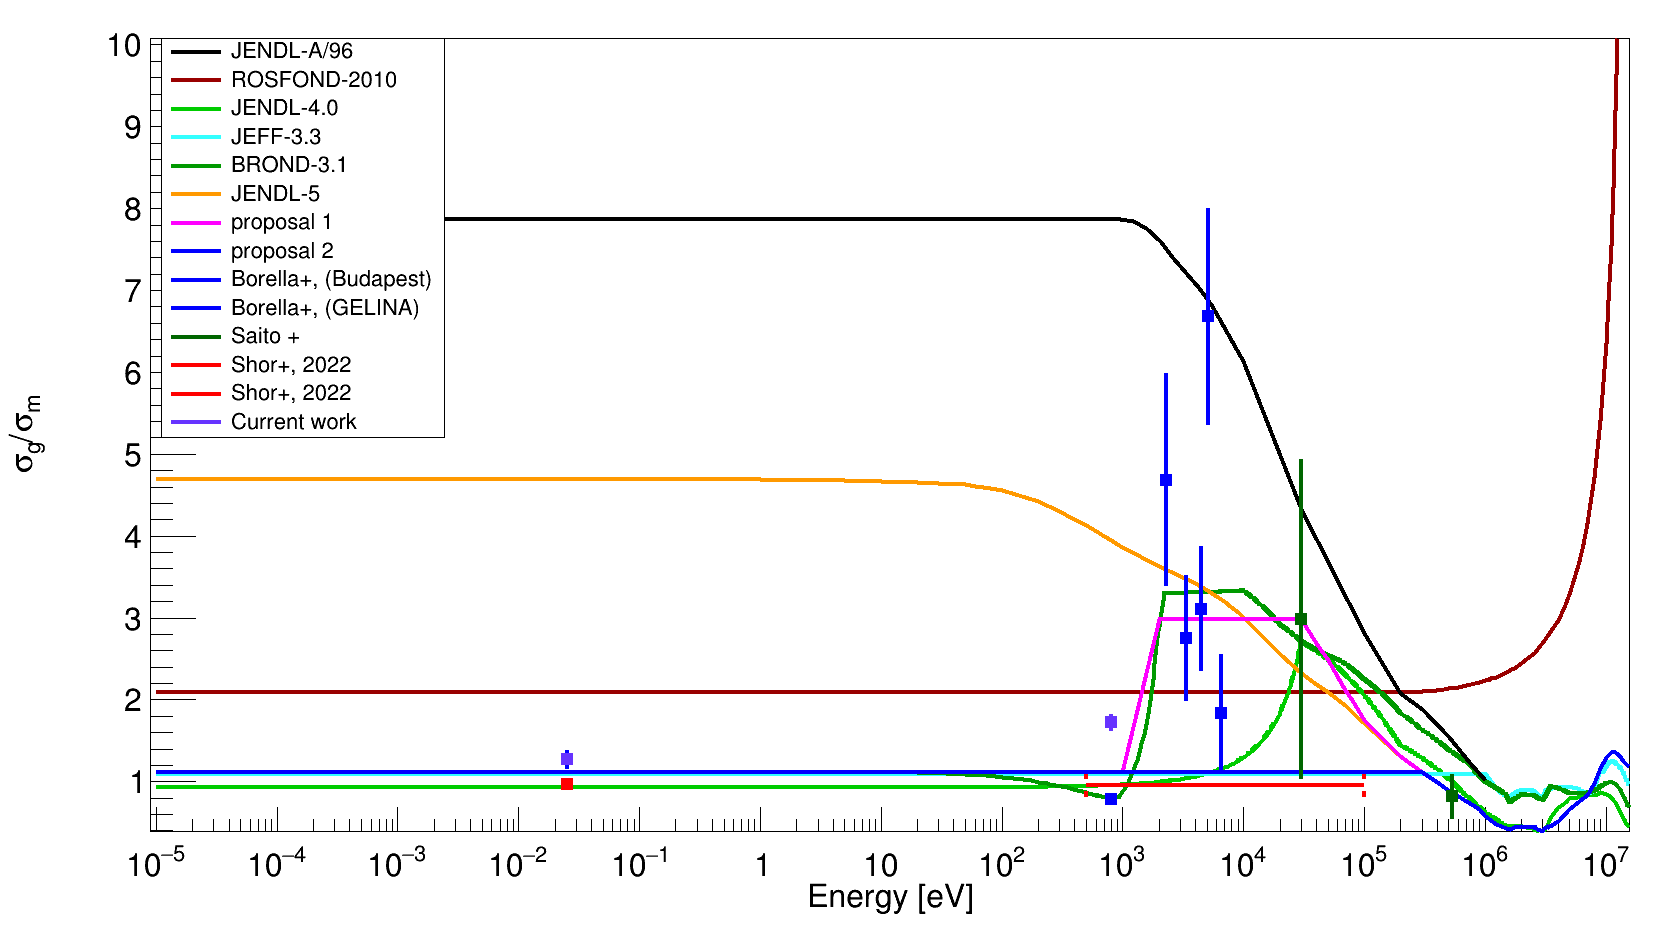 10
9
8
7
6
5
4
3
2
1
σg/σm
JENDL-A/96
ROSFOND-2010
JENDL-4.0
JEFF-3.3
BROND-3.1
JENDL-5
proposal 1
proposal 2
Borella+, (Budapest)
Borella+, (GELINA)
Saito +
Shor+, 2022
Shor+, 2022
Current work
10⁻⁵ 10⁻⁴ 10⁻³ 10⁻² 10⁻¹ 1 10 10² 10³ 10⁴ 10⁵ 10⁶ 10⁷
Energy [eV]